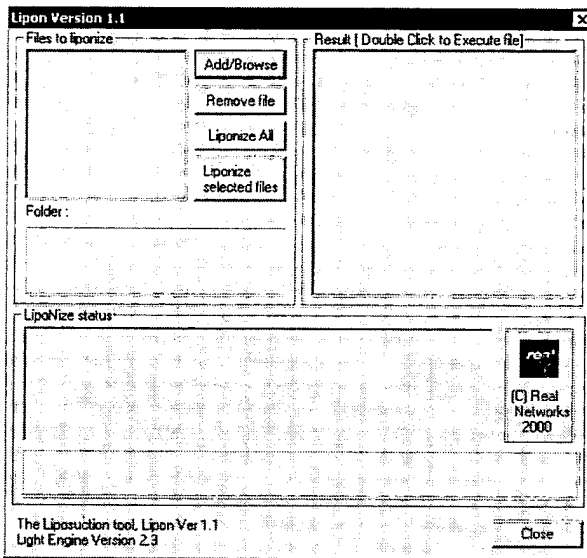 Lipon Version 1.1
Files to liponize
Result [ Double Click to Execute file]
Add/Browse
Remove file
Liponize All
Liponize
selected files
Folder :
LipoNize status
real
(C) Real
Networks
2000
The Liposuction tool, Lipon Ver 1.1
Light Engine Version 2.3
Close